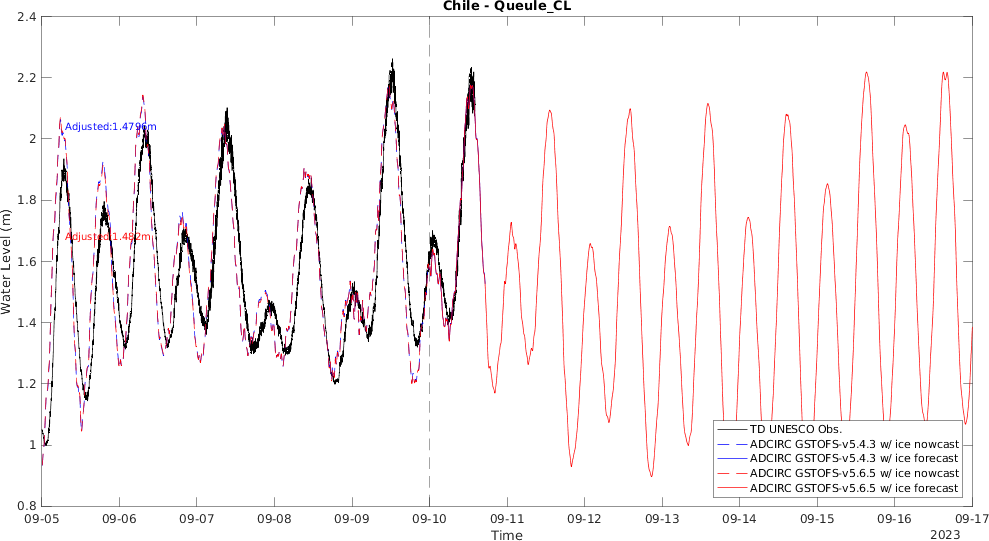 Chile - Queule_CL
2.4
2.2
2
1.8
1.6
1.4
1.2
1
0.8
Water Level (m)
Adjusted:1.4796m
Adjusted:1.482m
TD UNESCO Obs.
ADCIRC GSTOFS-v5.4.3 w/ ice nowcast
ADCIRC GSTOFS-v5.4.3 w/ ice forecast
ADCIRC GSTOFS-v5.6.5 w/ ice nowcast
ADCIRC GSTOFS-v5.6.5 w/ ice forecast
09-05 09-06 09-07 09-08 09-09 09-10 09-11 09-12 09-13 09-14 09-15 09-16 09-17
Time
2023